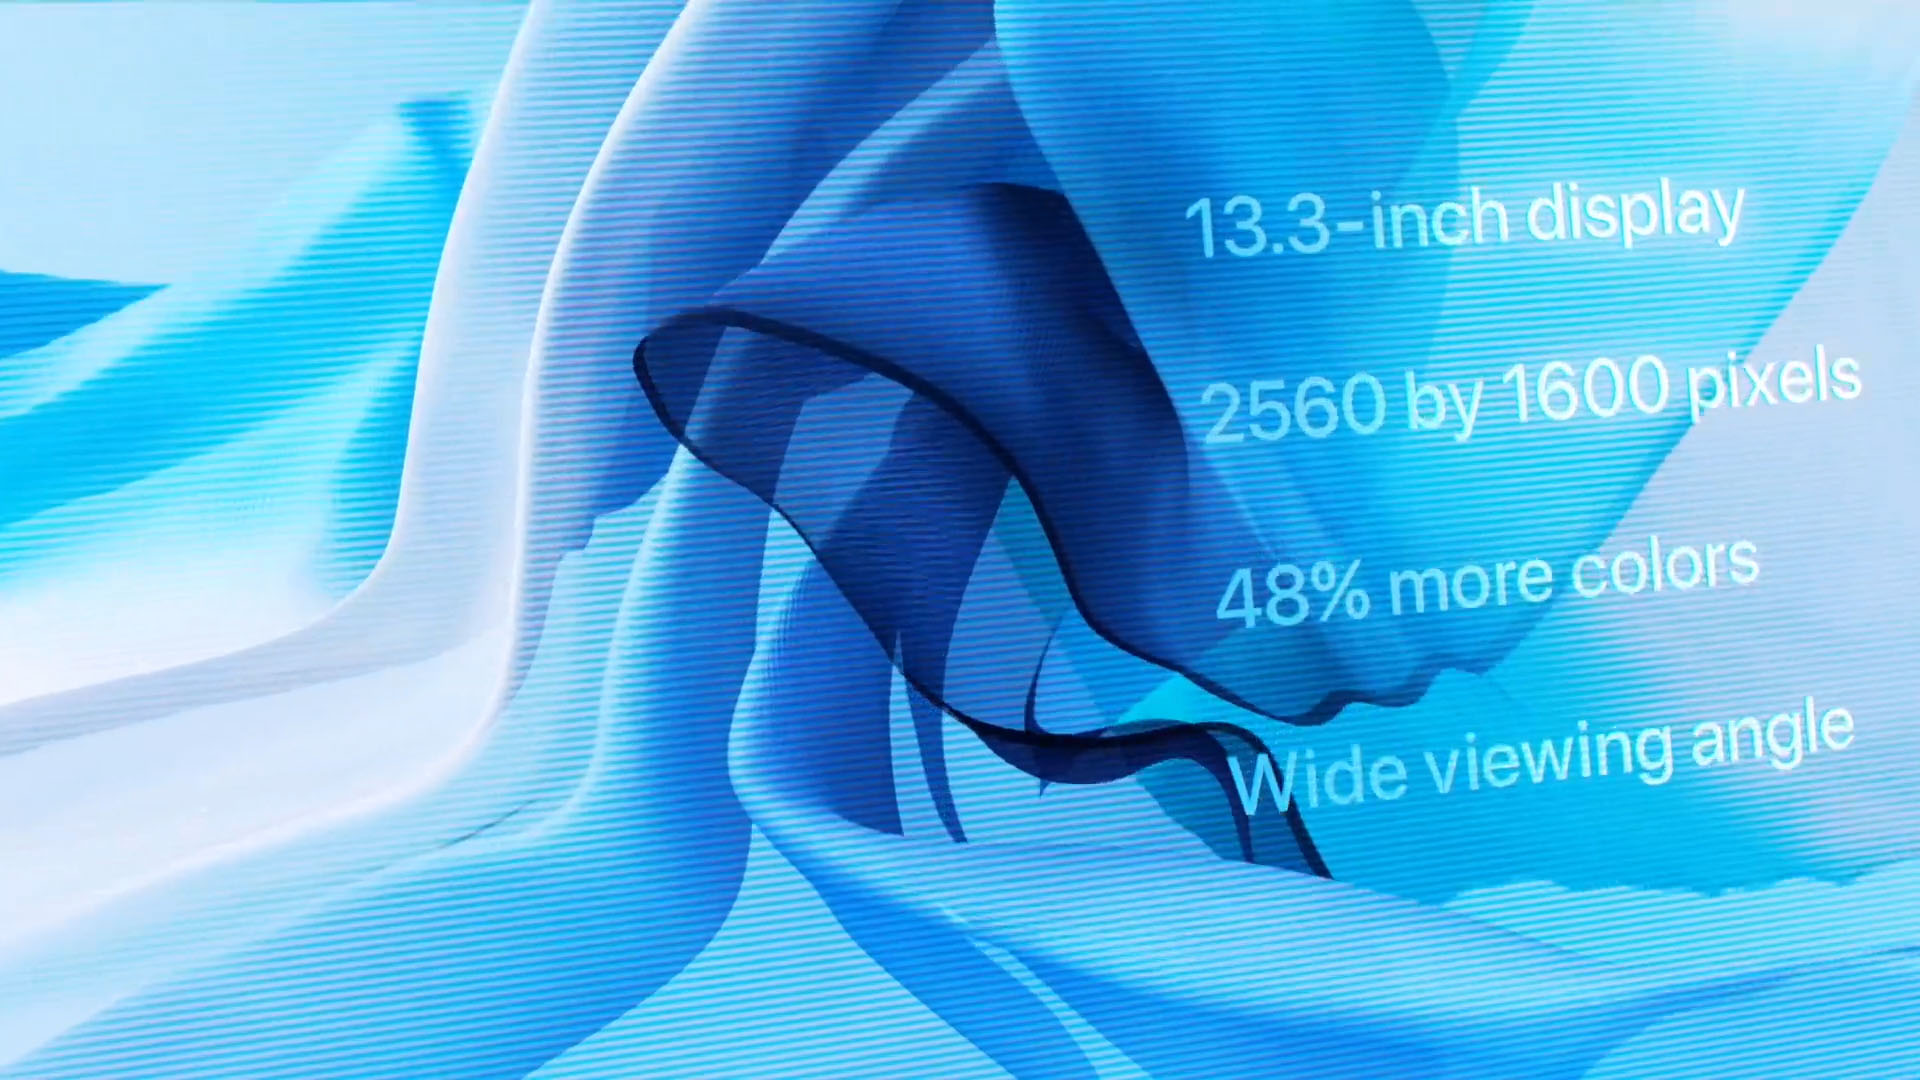 13.3-inch display
2560 by 1600 pixels
48% more colors
Wide viewing angle